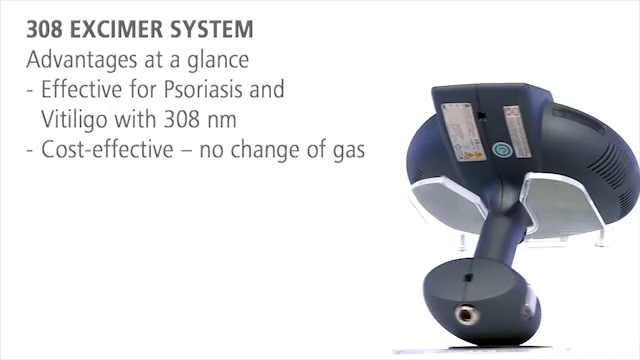 308 EXCIMER SYSTEM
Advantages at a glance
- Effective for Psoriasis and
Vitiligo with 308 nm
- Cost-effective – no change of gas